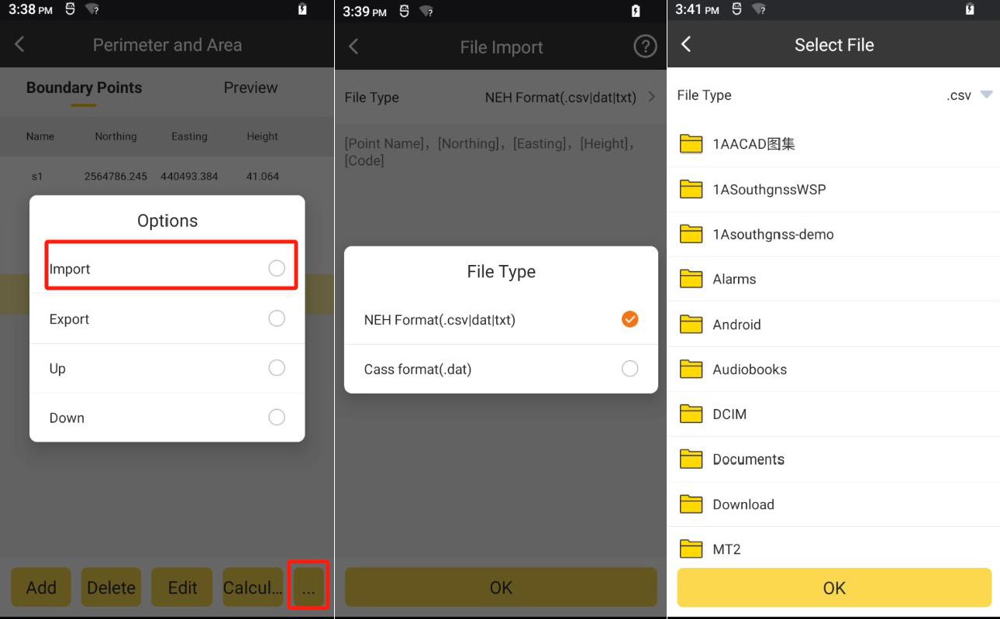 3:38 PM
Perimeter and Area
Boundary Points Preview
Name Northing Easting Height
s1 2564786.245 440493.384 41.064
Options
Import
Export
Up
Down
Add Delete Edit Calcul... ...
3:39 PM
File Import
File Type NEH Format(.csv|dat|txt)
[Point Name],[Northing],[Easting],[Height],
[Code]
File Type
NEH Format(.csv|dat|txt)
Cass format(.dat)
OK
3:41 PM
Select File
File Type .csv
1AACAD图集
1ASouthgnssWSP
1Asouthgnss-demo
Alarms
Android
Audiobooks
DCIM
Documents
Download
MT2
OK